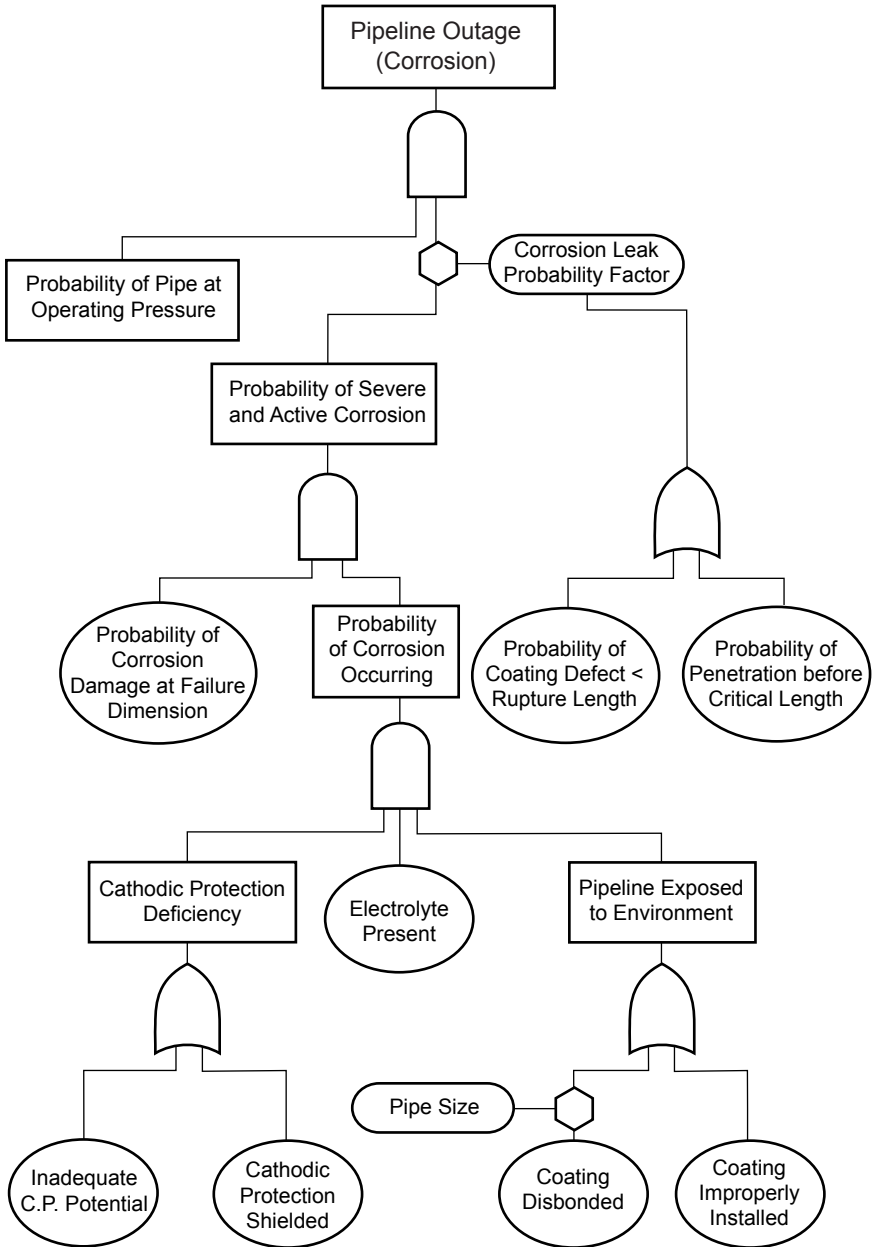 Pipeline Outage
(Corrosion)
Corrosion Leak
Probability Factor
Probability of Pipe at
Operating Pressure
Probability of Severe
and Active Corrosion
Probability of
Corrosion
Damage at Failure
Dimension
Probability
of Corrosion
Occurring
Probability of
Coating Defect <
Rupture Length
Probability of
Penetration before
Critical Length
Cathodic Protection
Deficiency
Electrolyte
Present
Pipeline Exposed
to Environment
Pipe Size
Inadequate
C.P. Potential
Cathodic
Protection
Shielded
Coating
Disbonded
Coating
Improperly
Installed